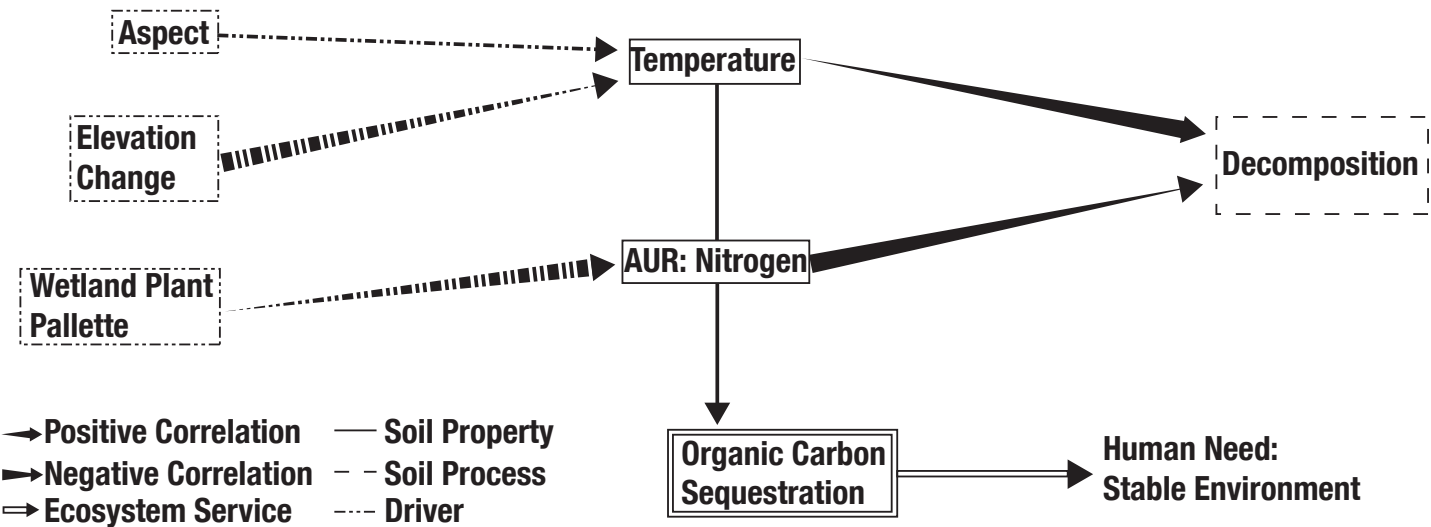 Aspect
Temperature
Elevation
Change
Decomposition
AUR: Nitrogen
Wetland Plant
Pallette
Positive Correlation
Soil Property
Negative Correlation
Soil Process
Ecosystem Service
Driver
Organic Carbon
Sequestration
Human Need:
Stable Environment